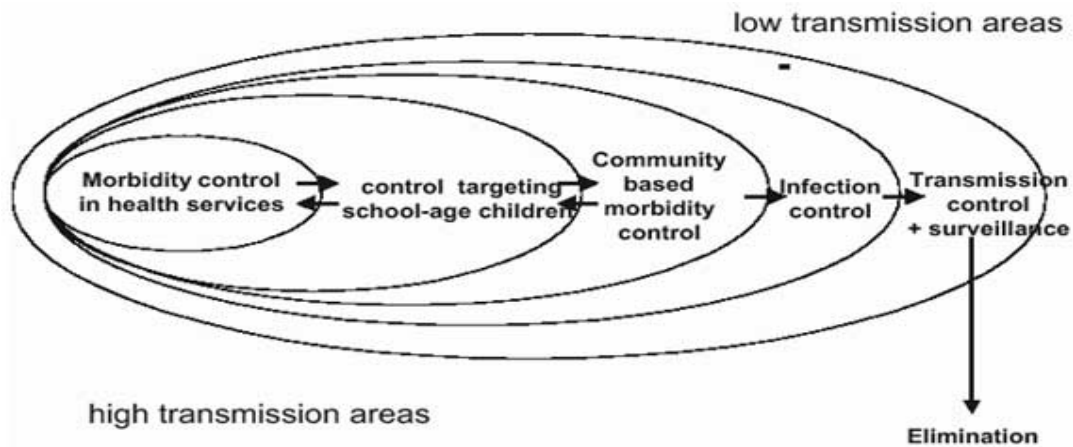 low transmission areas
Morbidity control
in health services
control targeting
school-age children
Community
based
morbidity
control
Infection
control
Transmission
control
+ surveillance
high transmission areas
Elimination